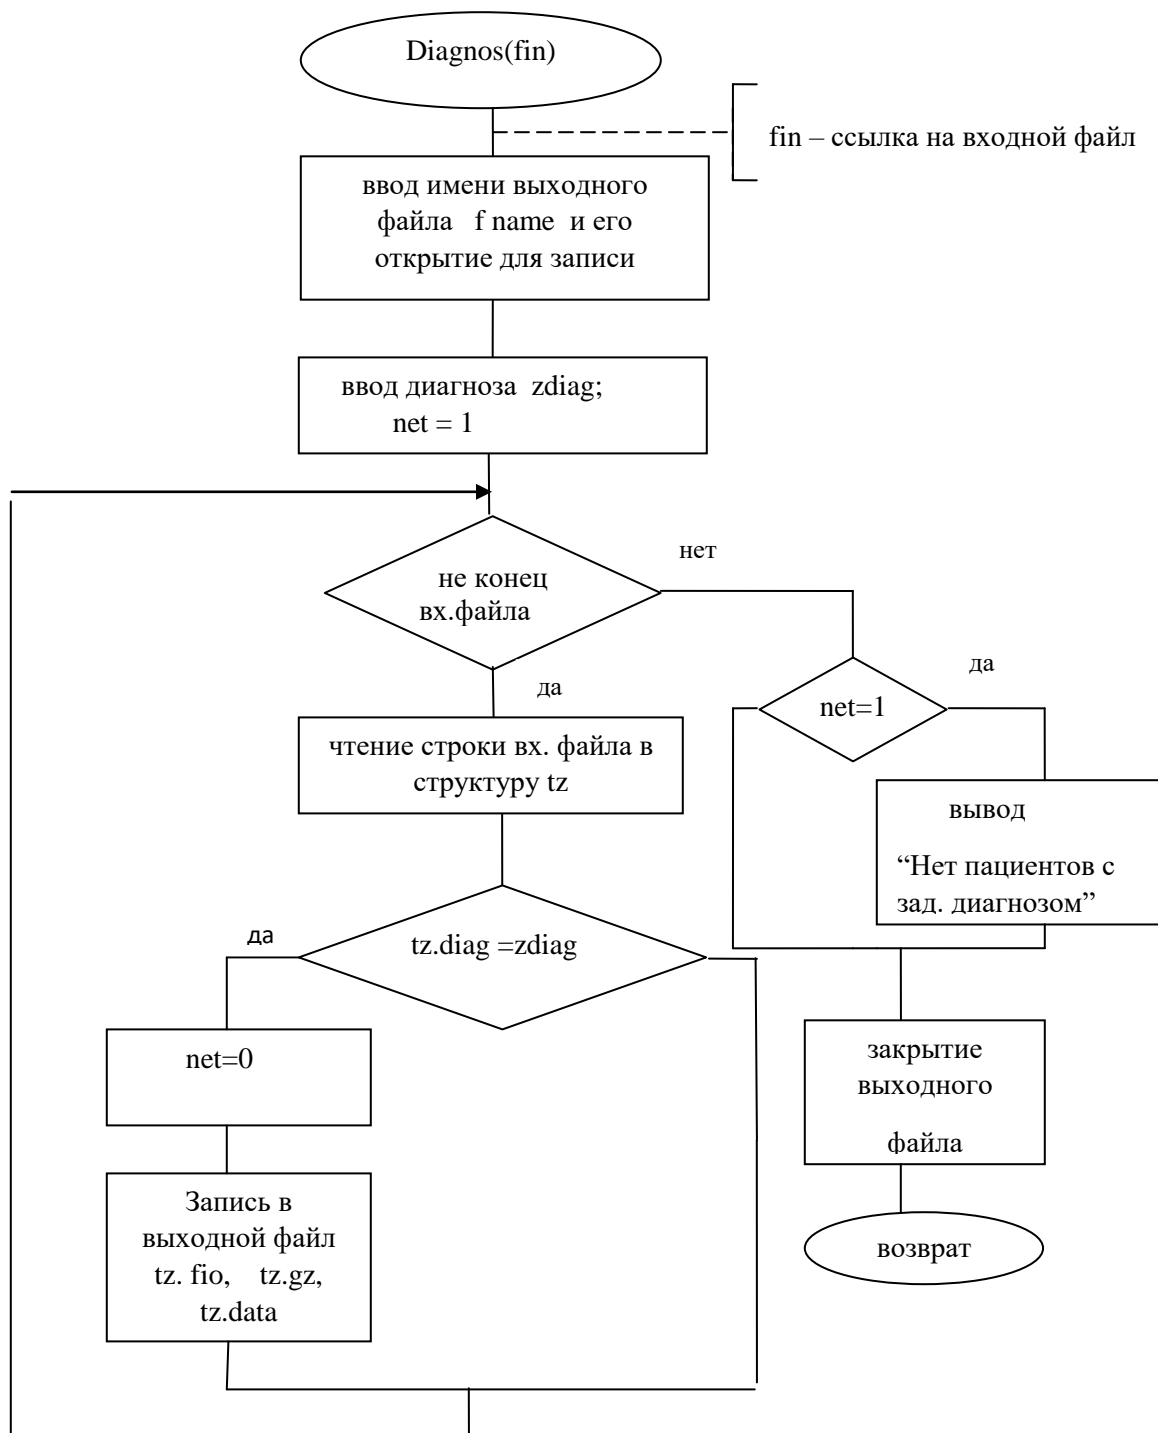 Diagnos(fin)
fin – ссылка на входной файл
ввод имени выходного
файла f name и его
открытие для записи
ввод диагноза zdiag;
net = 1
нет
не конец
вх.файла
да
да
net=1
чтение строки вх. файла в
структуру tz
вывод
“Нет пациентов с
зад. диагнозом”
да
tz.diag =zdiag
net=0
закрытие
выходного
файла
Запись в
выходной файл
tz. fio, tz.gz,
tz.data
возврат